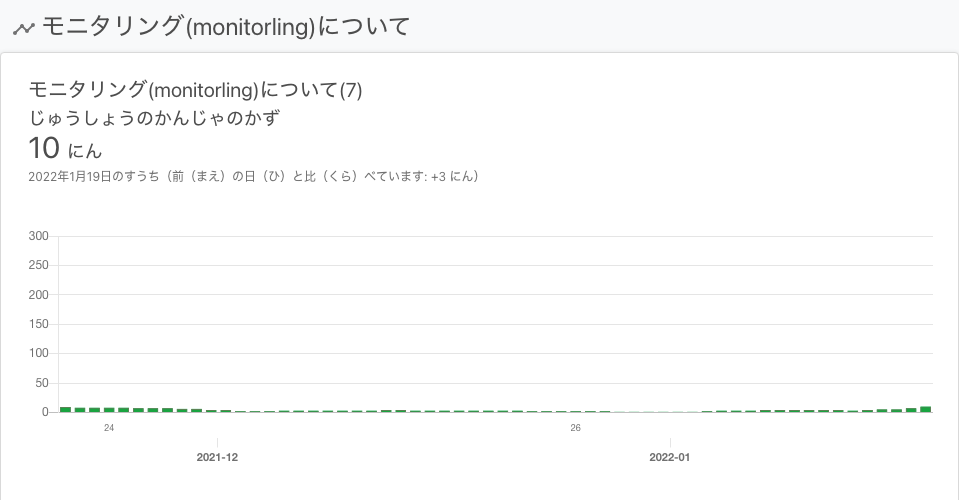 モニタリング(monitorling)について
モニタリング(monitorling)について(7)
じゅうしょうのかんじゃのかず
10 にん
2022年1月19日のすうち（前（まえ）の日（ひ）と比（くら）べています: +3 にん）
300
250
200
150
100
50
0
24 26
2021-12 2022-01